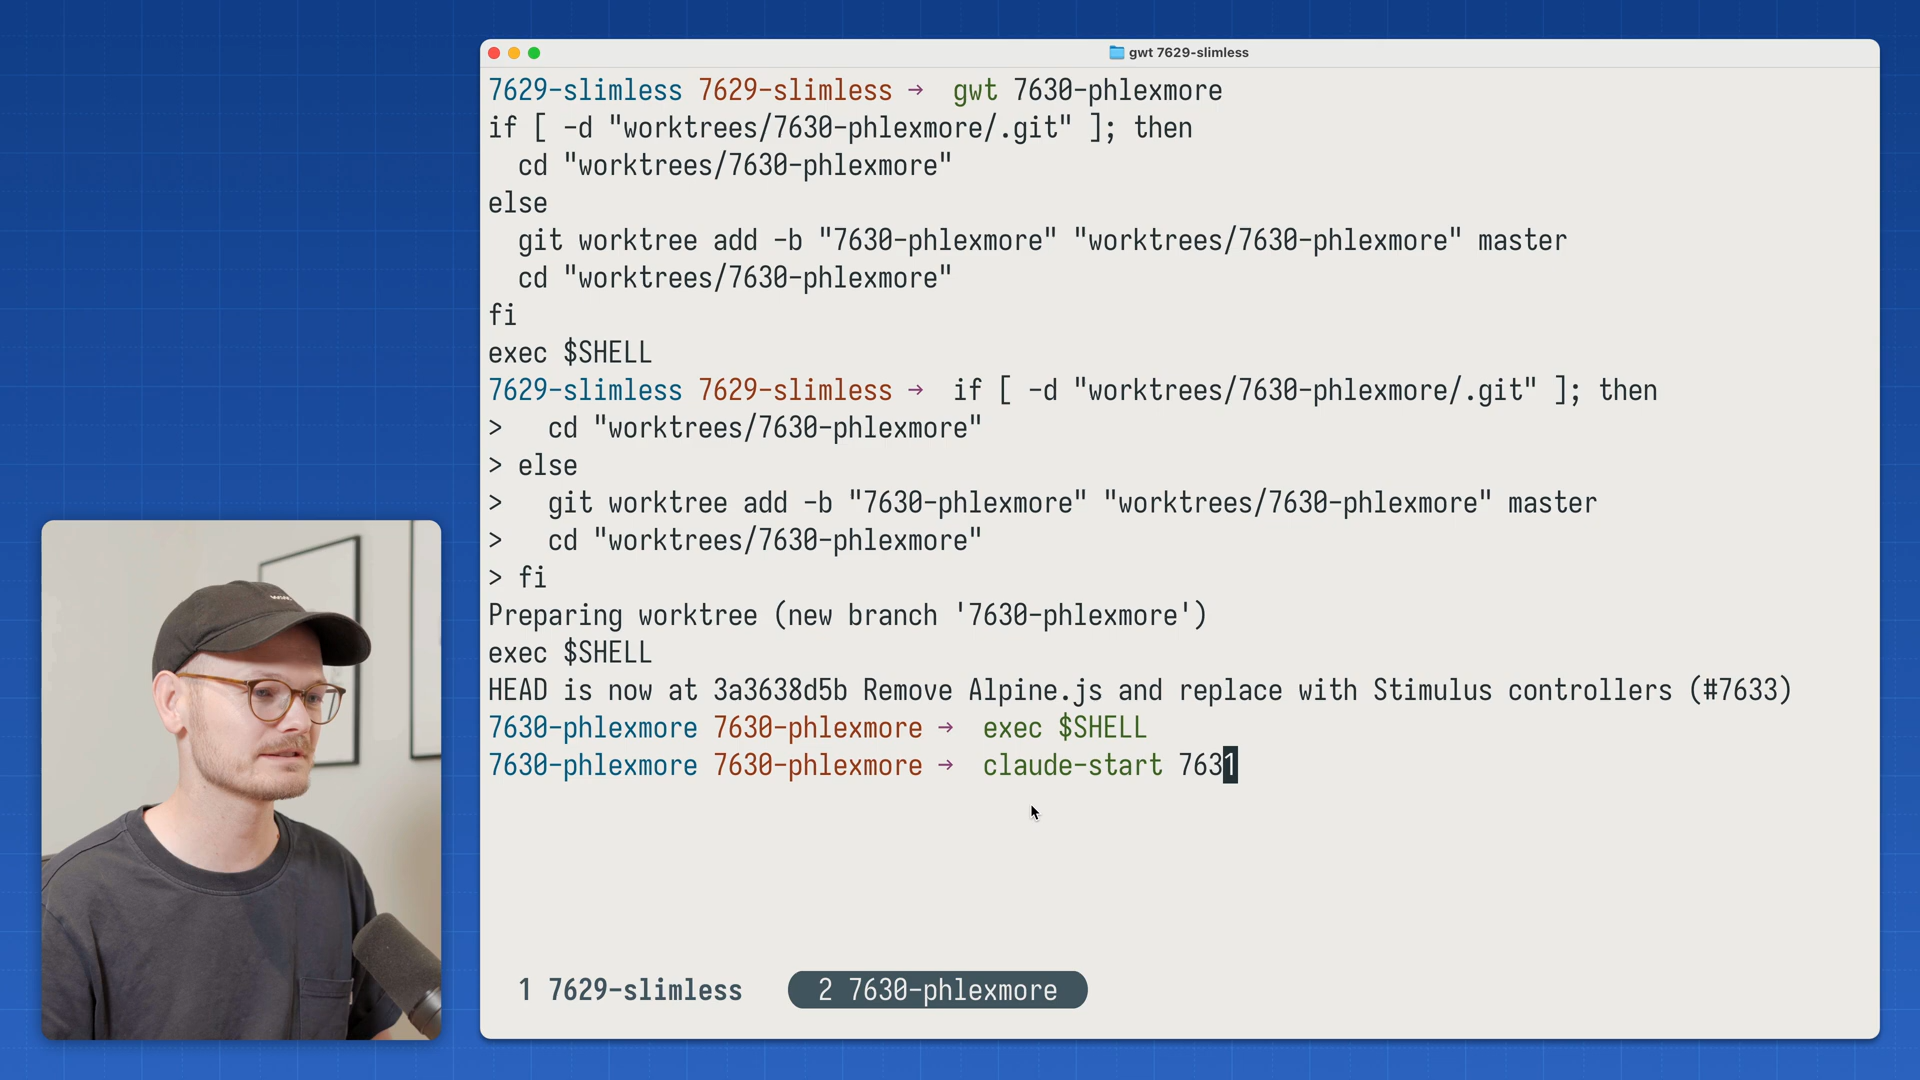 gwt 7629-slimless
7629-slimless 7629-slimless → gwt 7630-phlexmore
if [ -d "worktrees/7630-phlexmore/.git" ]; then
  cd "worktrees/7630-phlexmore"
else
  git worktree add -b "7630-phlexmore" "worktrees/7630-phlexmore" master
  cd "worktrees/7630-phlexmore"
fi
exec $SHELL
7629-slimless 7629-slimless → if [ -d "worktrees/7630-phlexmore/.git" ]; then
>   cd "worktrees/7630-phlexmore"
> else
>   git worktree add -b "7630-phlexmore" "worktrees/7630-phlexmore" master
>   cd "worktrees/7630-phlexmore"
> fi
Preparing worktree (new branch '7630-phlexmore')
exec $SHELL
HEAD is now at 3a3638d5b Remove Alpine.js and replace with Stimulus controllers (#7633)
7630-phlexmore 7630-phlexmore → exec $SHELL
7630-phlexmore 7630-phlexmore → claude-start 7631
1 7629-slimless 2 7630-phlexmore